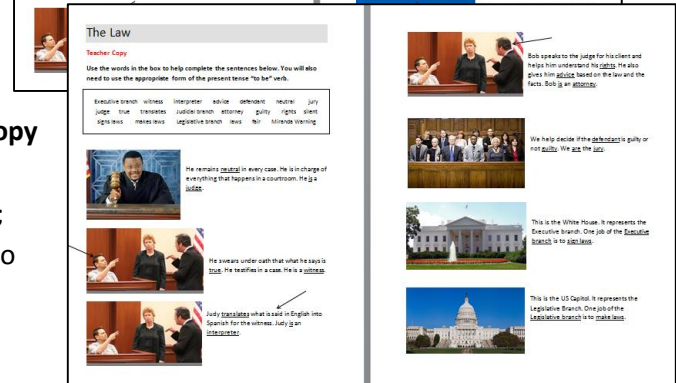 opy
;
o
The Law
Teacher Copy
Use the words in the box to help complete the sentences below. You will also
need to use the appropriate form of the present tense "to be" verb.
Executive branch witness interpreter advice defendant neutral jury
judge true translates Judicial branch attorney guilty rights silent
signs laws makes laws Legislative branch laws fair Miranda Warning
He remains neutral in every case. He is in charge of
everything that happens in a courtroom. He is a
judge.
He swears under oath that what he says is
true. He testifies in a case. He is a witness.
Judy translates what is said in English into
Spanish for the witness. Judy is an
interpreter.
Bob speaks to the judge for his client and
helps him understand his rights. He also
gives him advice based on the law and the
facts. Bob is an attorney.
We help decide if the defendant is guilty or
not guilty. We are the jury.
This is the White House. It represents the
Executive branch. One job of the Executive
branch is to sign laws.
This is the US Capitol. It represents the
Legislative Branch. One job of the
Legislative branch is to make laws.